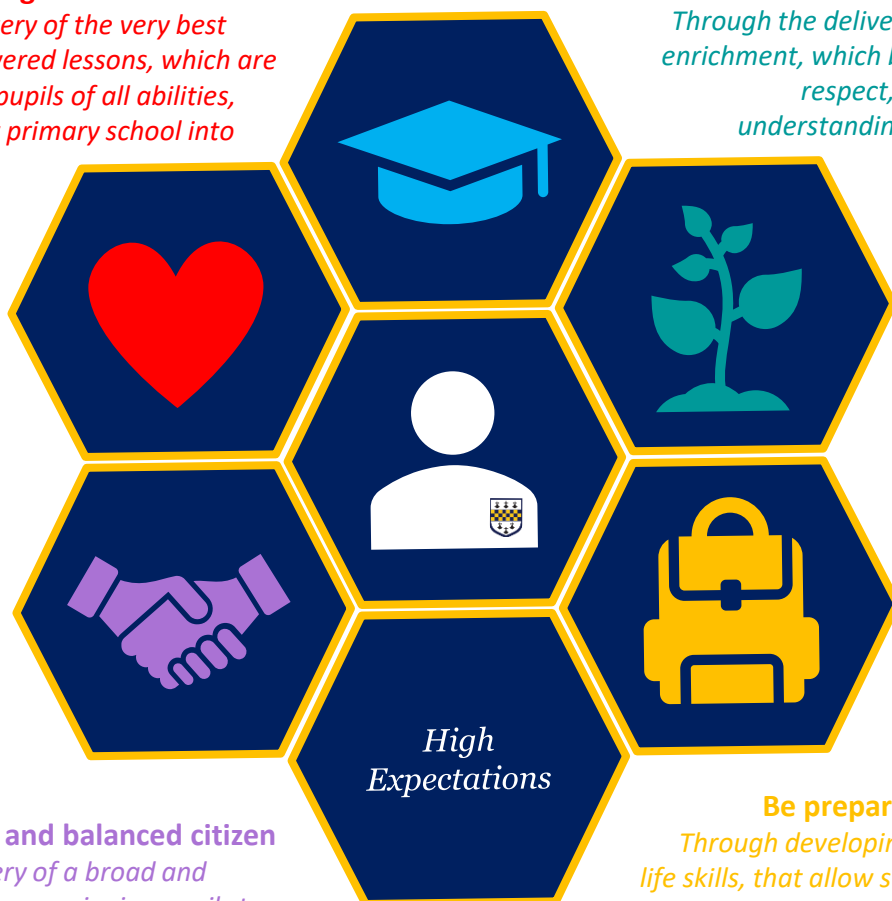 ery of the very best
vered lessons, which are
pupils of all abilities,
primary school into
Through the delive
enrichment, which b
respect,
understandin
High
Expectations
and balanced citizen
ery of a broad and
Be prepar
Through developin
life skills, that allow s